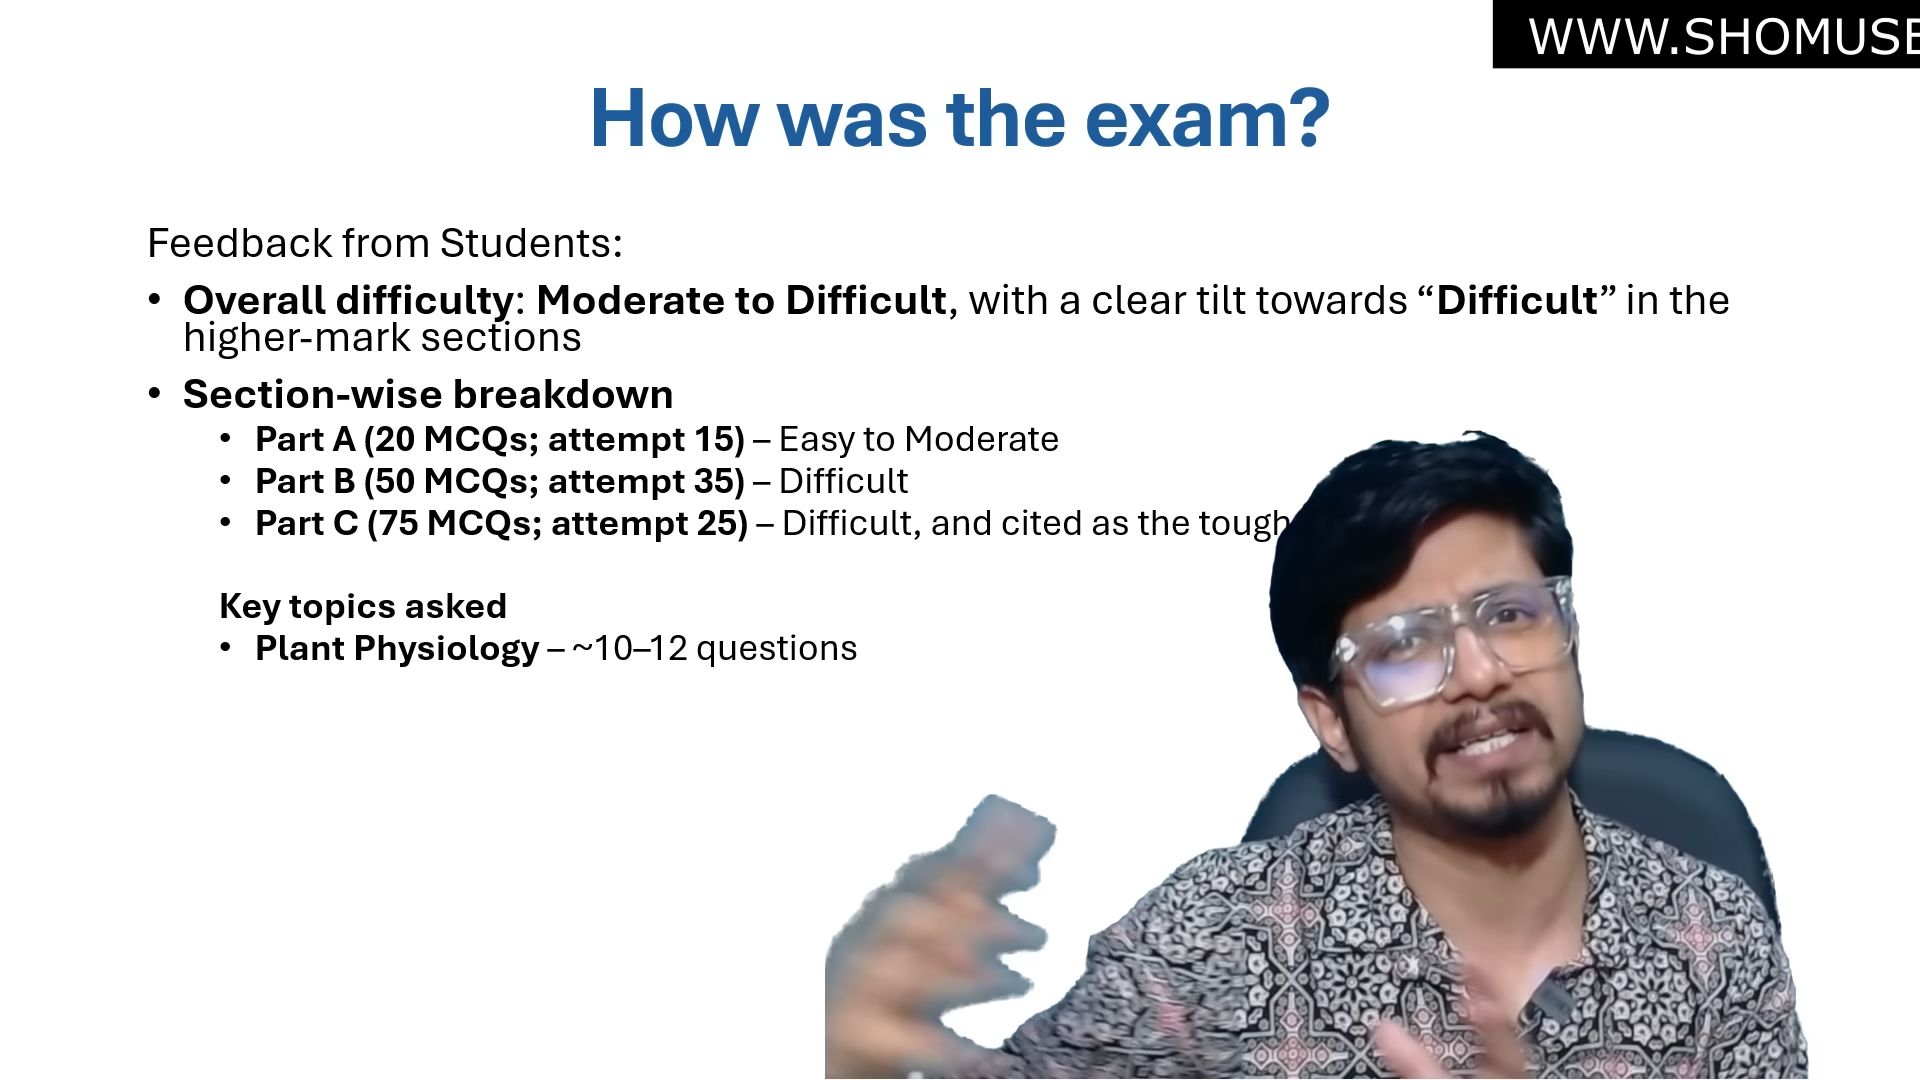 WWW.SHOMUSE
How was the exam?
Feedback from Students:
• Overall difficulty: Moderate to Difficult, with a clear tilt towards “Difficult” in the
higher-mark sections
• Section-wise breakdown
• Part A (20 MCQs; attempt 15) – Easy to Moderate
• Part B (50 MCQs; attempt 35) – Difficult
• Part C (75 MCQs; attempt 25) – Difficult, and cited as the tough
Key topics asked
• Plant Physiology – ~10–12 questions